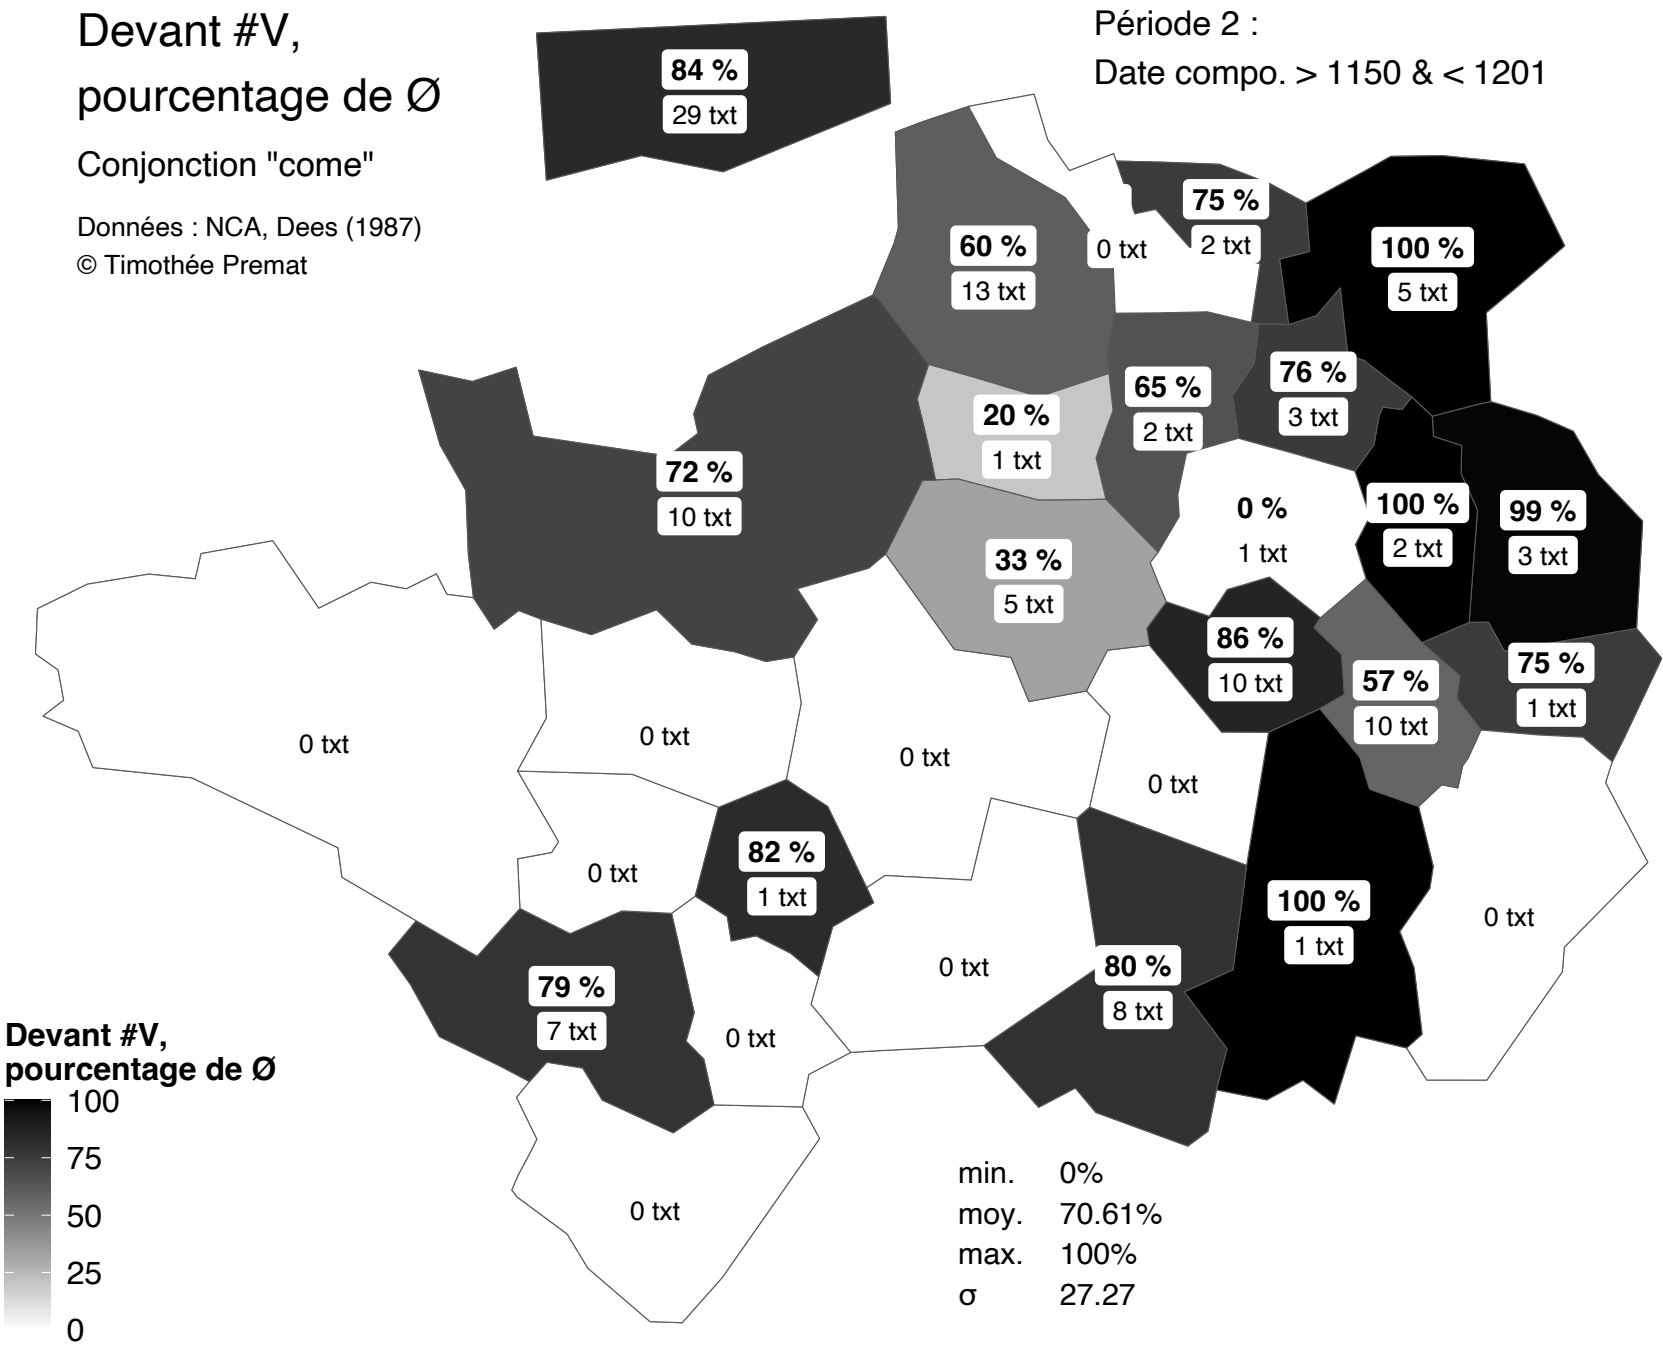 Devant #V,
pourcentage de Ø
Conjonction "come"
Données : NCA, Dees (1987)
© Timothée Premat
Période 2 :
Date compo. > 1150 & < 1201
84 %
29 txt
75 %
2 txt
60 %
13 txt
0 txt
100 %
5 txt
76 %
3 txt
65 %
2 txt
20 %
1 txt
72 %
10 txt
0 %
1 txt
100 %
2 txt
99 %
3 txt
33 %
5 txt
86 %
10 txt
57 %
10 txt
75 %
1 txt
0 txt
0 txt
0 txt
0 txt
0 txt
82 %
1 txt
100 %
1 txt
0 txt
0 txt
80 %
8 txt
79 %
7 txt
0 txt
0 txt
Devant #V,
pourcentage de Ø
100
75
50
25
0
min. 0%
moy. 70.61%
max. 100%
σ 27.27